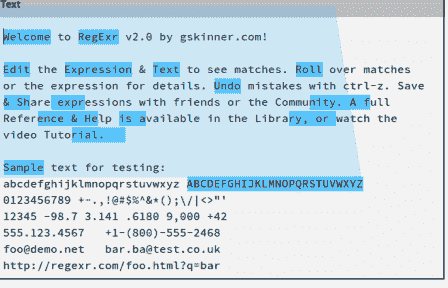 Text
Welcome to RegExr v2.0 by gskinner.com!
Edit the Expression & Text to see matches. Roll over matches
or the expression for details. Undo mistakes with ctrl-z. Save
& Share expressions with friends or the Community. A full
Reference & Help is available in the Library, or watch the
video Tutorial.
Sample text for testing:
abcdefghijklmnopqrstuvwxyz ABCDEFGHIJKLMNOPQRSTUVWXYZ
0123456789 +-.,!@#$%^&*();\/|<>"'
12345 -98.7 3.141 .6180 9,000 +42
555.123.4567 +1-(800)-555-2468
foo@demo.net bar.ba@test.co.uk
http://regexr.com/foo.html?q=bar